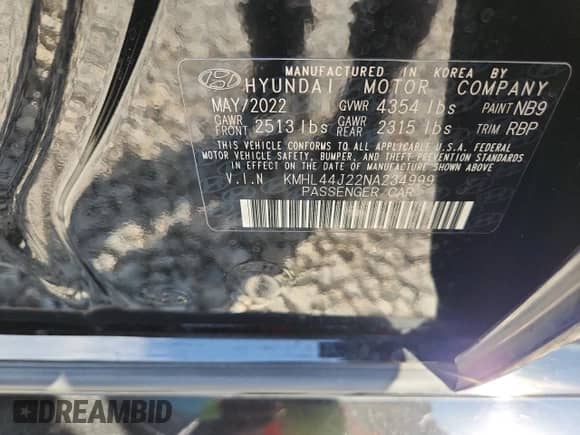 MANUFACTURED IN KOREA BY
HYUNDAI MOTOR COMPANY
MAY/2022 GVWR 4354 lbs PAINT NB9
GAWR FRONT 2513 lbs GAWR REAR 2315 lbs TRIM RBP
THIS VEHICLE CONFORMS TO ALL APPLICABLE U.S.A. FEDERAL
MOTOR VEHICLE SAFETY, BUMPER, AND THEFT PREVENTION STANDARDS
IN EFFECT ON THE DATE OF MANUFACTURE SHOWN ABOVE
V.I.N KMHL44J22NA234999
PASSENGER CAR
DREAMBID